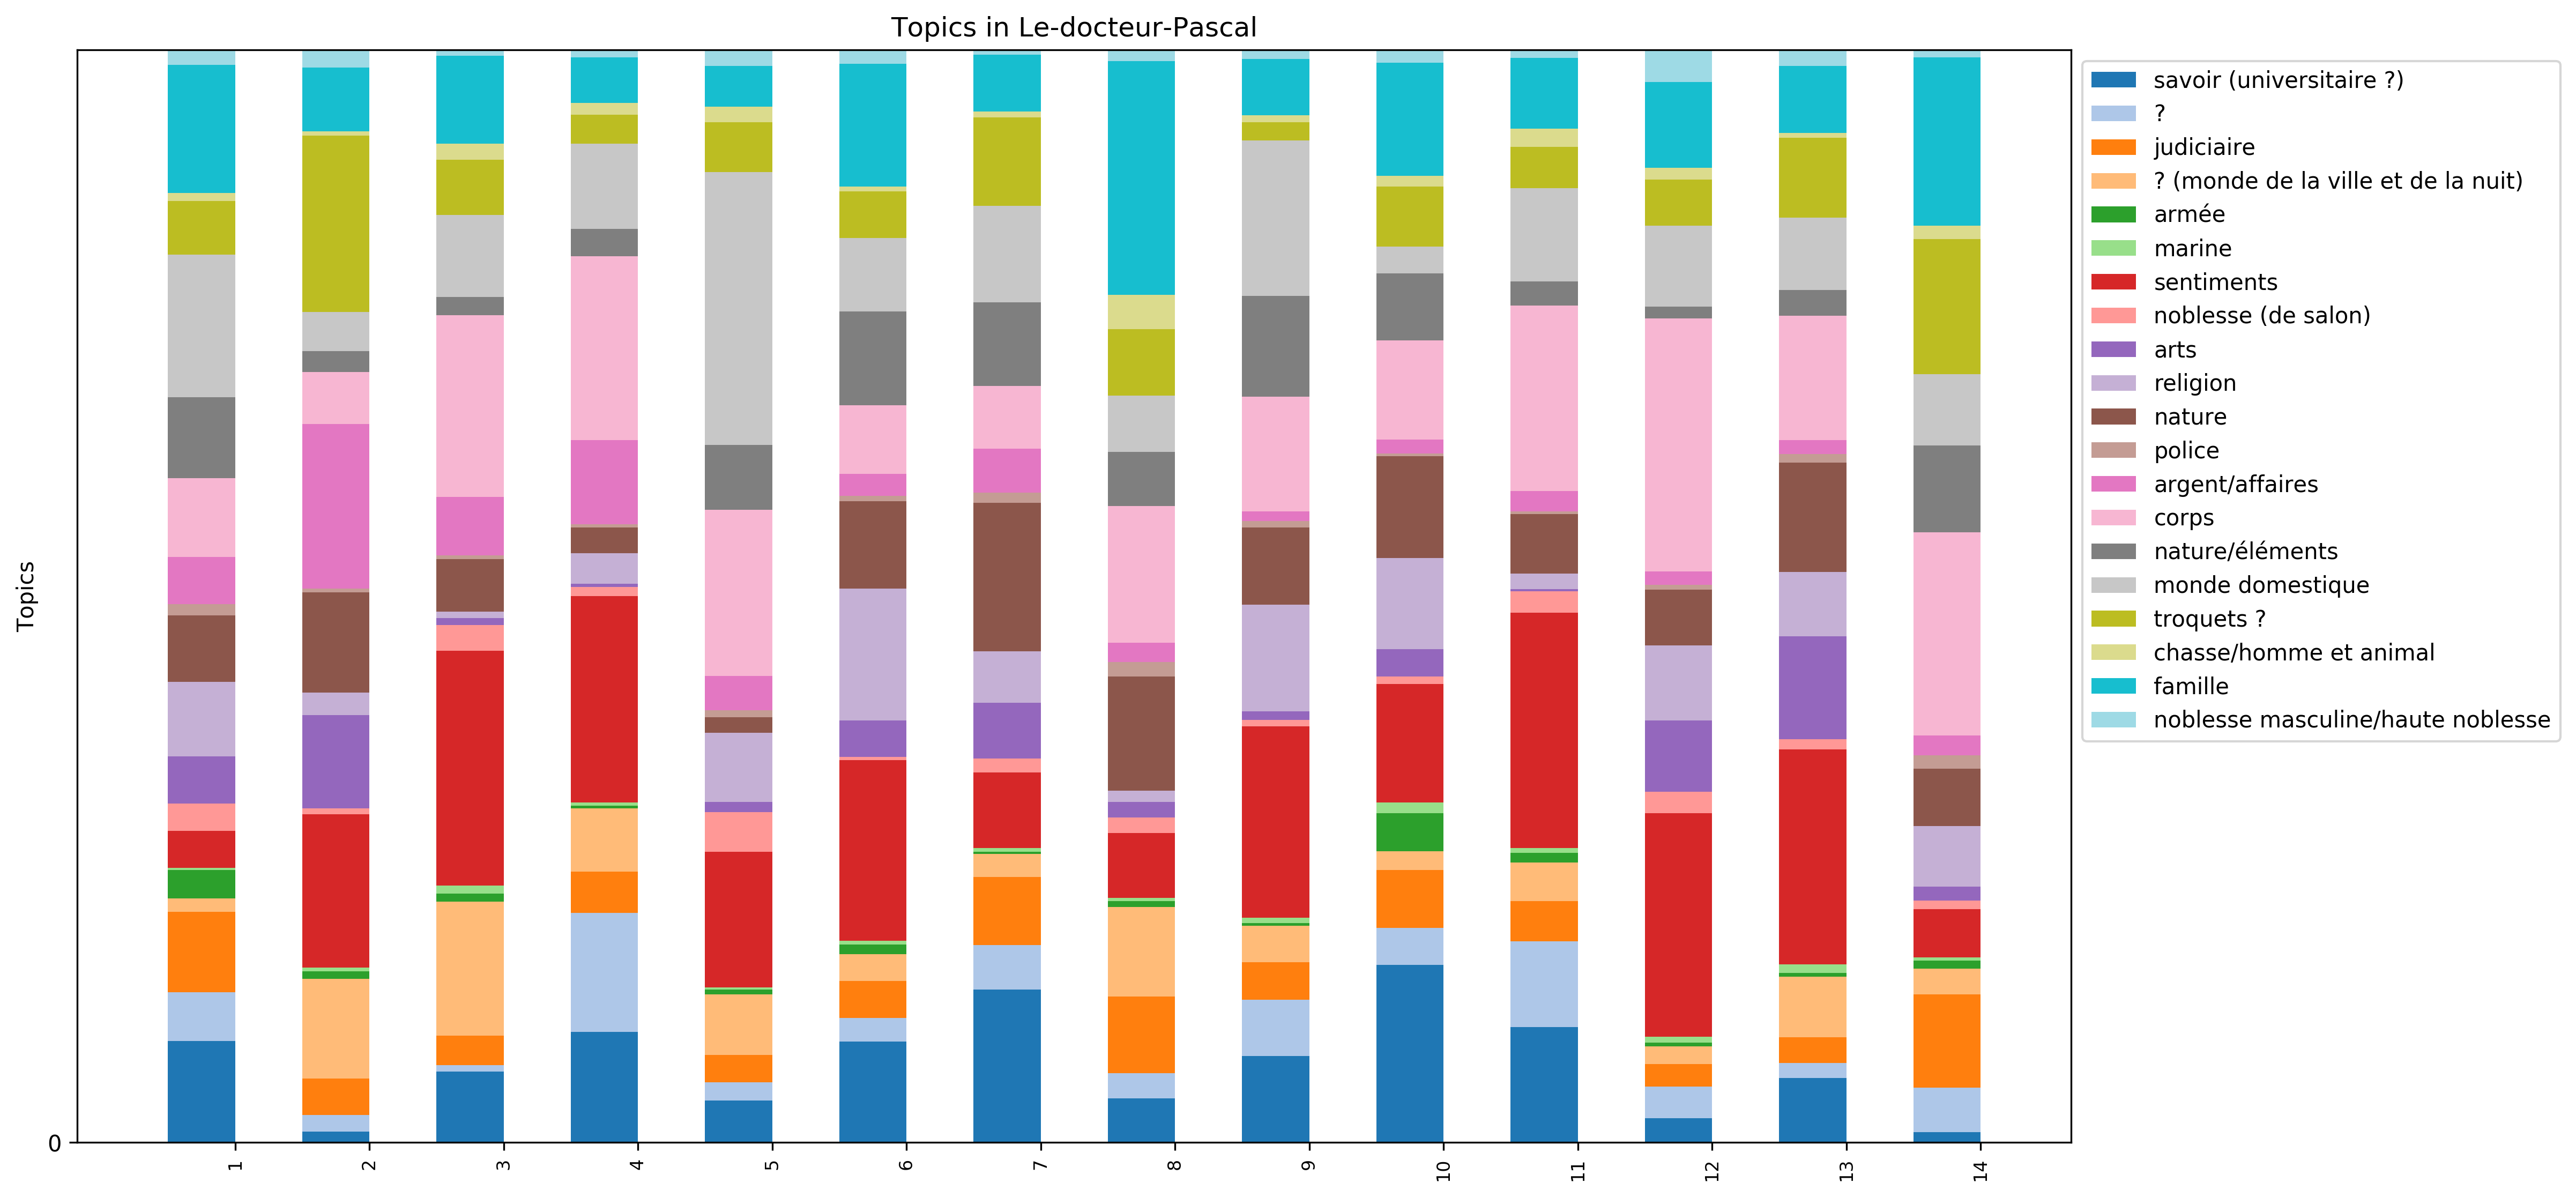 Topics in Le-docteur-Pascal
Topics
0
1
2
3
4
5
6
7
8
9
10
11
12
13
14
savoir (universitaire ?)
?
judiciaire
? (monde de la ville et de la nuit)
armée
marine
sentiments
noblesse (de salon)
arts
religion
nature
police
argent/affaires
corps
nature/éléments
monde domestique
troquets ?
chasse/homme et animal
famille
noblesse masculine/haute noblesse